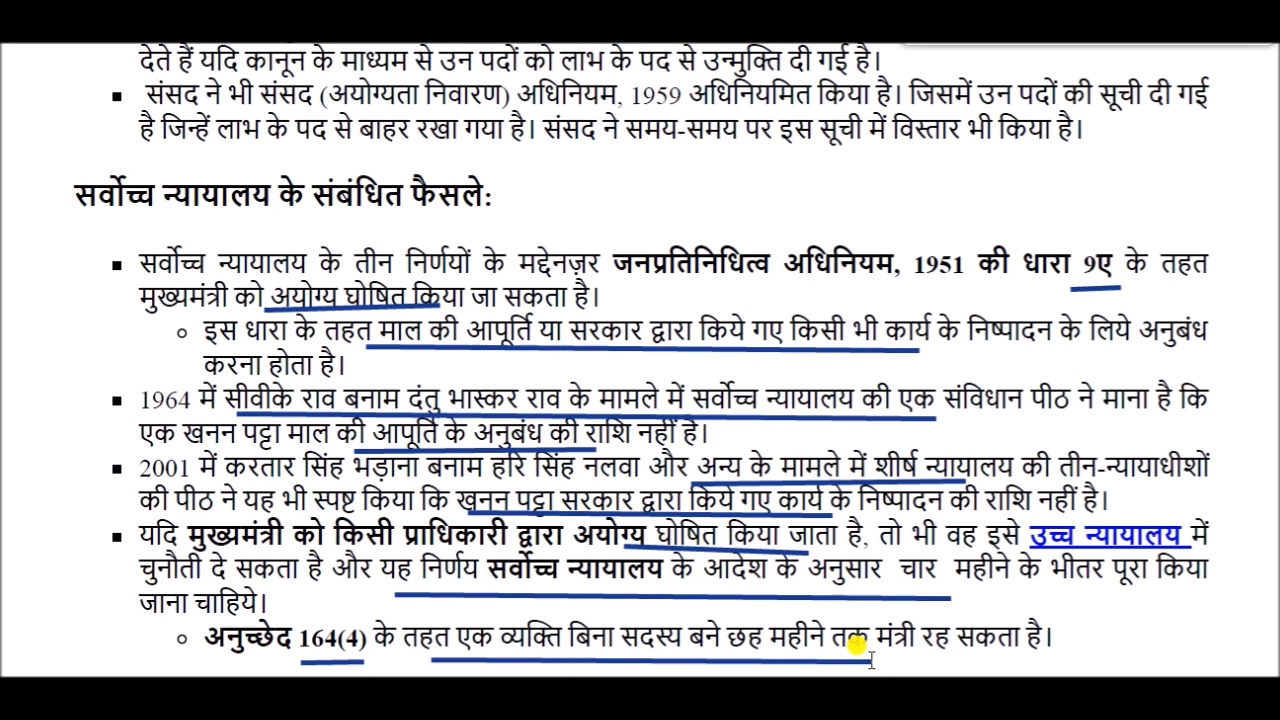 देते हैं यदि कानून के माध्यम से उन पदों को लाभ के पद से उन्मुक्ति दी गई है।
▪ संसद ने भी संसद (अयोग्यता निवारण) अधिनियम, 1959 अधिनियमित किया है। जिसमें उन पदों की सूची दी गई
है जिन्हें लाभ के पद से बाहर रखा गया है। संसद ने समय-समय पर इस सूची में विस्तार भी किया है।
सर्वोच्च न्यायालय के संबंधित फैसले:
▪ सर्वोच्च न्यायालय के तीन निर्णयों के मद्देनज़र जनप्रतिनिधित्व अधिनियम, 1951 की धारा 9ए के तहत
मुख्यमंत्री को अयोग्य घोषित किया जा सकता है।
○ इस धारा के तहत माल की आपूर्ति या सरकार द्वारा किये गए किसी भी कार्य के निष्पादन के लिये अनुबंध
करना होता है।
▪ 1964 में सीवीके राव बनाम दंतु भास्कर राव के मामले में सर्वोच्च न्यायालय की एक संविधान पीठ ने माना है कि
एक खनन पट्टा माल की आपूर्ति के अनुबंध की राशि नहीं है।
▪ 2001 में करतार सिंह भड़ाना बनाम हरि सिंह नलवा और अन्य के मामले में शीर्ष न्यायालय की तीन-न्यायाधीशों
की पीठ ने यह भी स्पष्ट किया कि खनन पट्टा सरकार द्वारा किये गए कार्य के निष्पादन की राशि नहीं है।
▪ यदि मुख्यमंत्री को किसी प्राधिकारी द्वारा अयोग्य घोषित किया जाता है, तो भी वह इसे उच्च न्यायालय में
चुनौती दे सकता है और यह निर्णय सर्वोच्च न्यायालय के आदेश के अनुसार चार महीने के भीतर पूरा किया
जाना चाहिये।
○ अनुच्छेद 164(4) के तहत एक व्यक्ति बिना सदस्य बने छह महीने तक मंत्री रह सकता है।